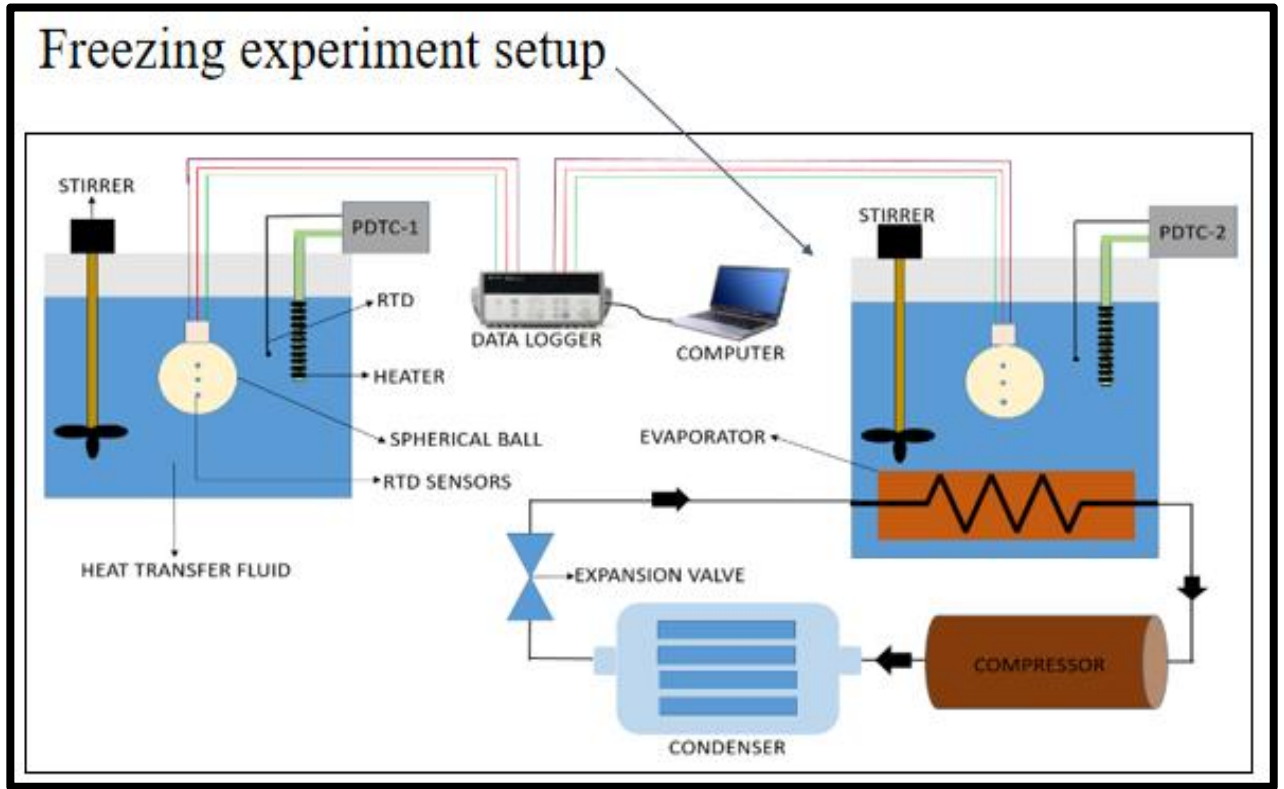 Freezing experiment setup
STIRRER
PDTC-1
STIRRER
PDTC-2
RTD
DATA LOGGER
COMPUTER
HEATER
SPHERICAL BALL
EVAPORATOR
RTD SENSORS
HEAT TRANSFER FLUID
EXPANSION VALVE
COMPRESSOR
CONDENSER